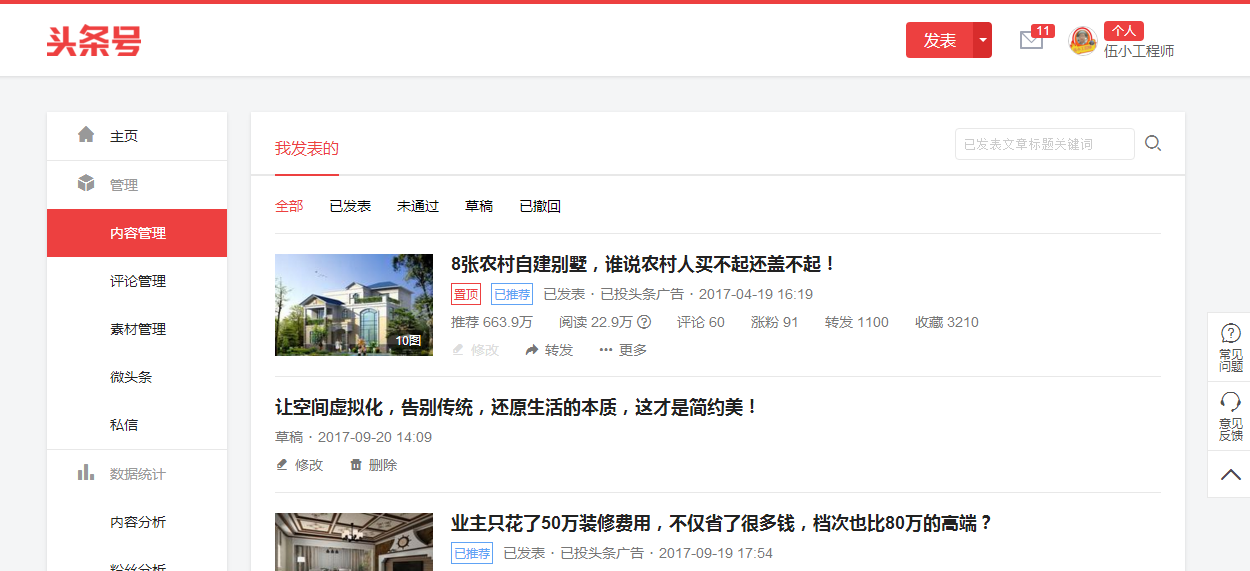 头条号
发表
11
个人
伍小工程师
主页
管理
内容管理
评论管理
素材管理
微头条
私信
数据统计
内容分析
粉丝分析
我发表的
已发表文章标题关键词
全部 已发表 未通过 草稿 已撤回
10图
8张农村自建别墅，谁说农村人买不起还盖不起！
置顶 已推荐 已发表 · 已投头条广告 · 2017-04-19 16:19
推荐 663.9万 阅读 22.9万 ? 评论 60 涨粉 91 转发 1100 收藏 3210
修改 转发 ··· 更多
让空间虚拟化，告别传统，还原生活的本质，这才是简约美！
草稿 · 2017-09-20 14:09
修改 删除
业主只花了50万装修费用，不仅省了很多钱，档次也比80万的高端？
已推荐 已发表 · 已投头条广告 · 2017-09-19 17:54
?
常见
问题
意见
反馈